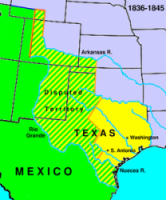 1836-1845
Arkansas R.
Disputed
Territory
Rio
Grande
TEXAS
Washington
S. Antonio
MEXICO
Nueces R.